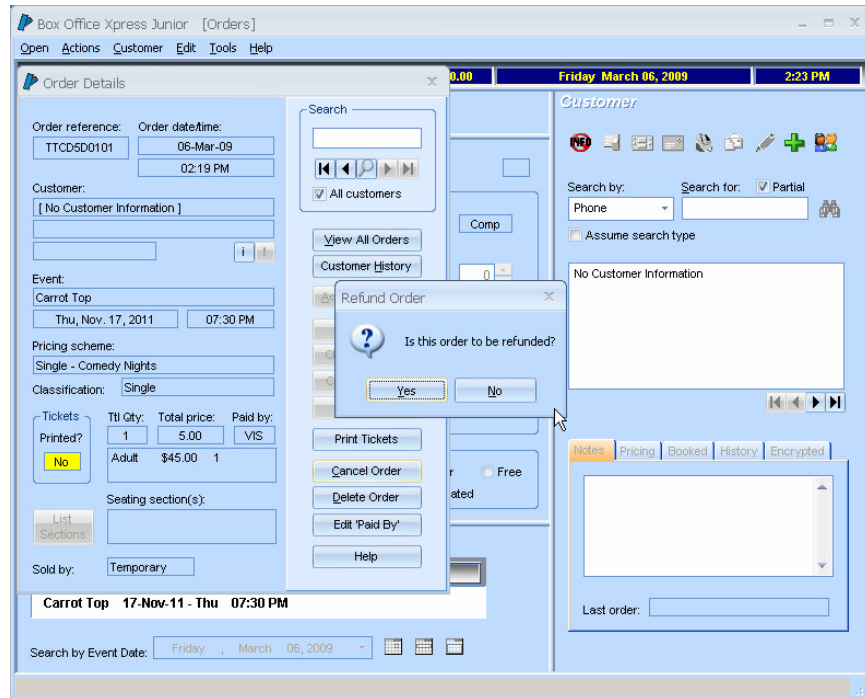 Box Office Xpress Junior [Orders]
Open Actions Customer Edit Tools Help
Order Details
0.00
Friday March 06, 2009
2:23 PM
Order reference: Order date/time:
TTCD5D0101 06-Mar-09
02:19 PM
Customer:
[ No Customer Information ]
i !
Event:
Carrot Top
Thu, Nov. 17, 2011 07:30 PM
Pricing scheme:
Single - Comedy Nights
Classification: Single
Tickets
Printed?
No
Ttl Qty: Total price: Paid by:
1 5.00 VIS
Adult $45.00 1
Seating section(s):
List
Sections
Sold by: Temporary
Search
All customers
View All Orders
Customer History
Print Tickets
Cancel Order
Delete Order
Edit 'Paid By'
Help
Comp
0
Refund Order
Is this order to be refunded?
Yes No
Free
Carrot Top 17-Nov-11 - Thu 07:30 PM
Search by Event Date: Friday , March 06, 2009
Customer
INFO
Search by: Search for: Partial
Phone
Assume search type
No Customer Information
Notes Pricing Booked History Encrypted
Last order: